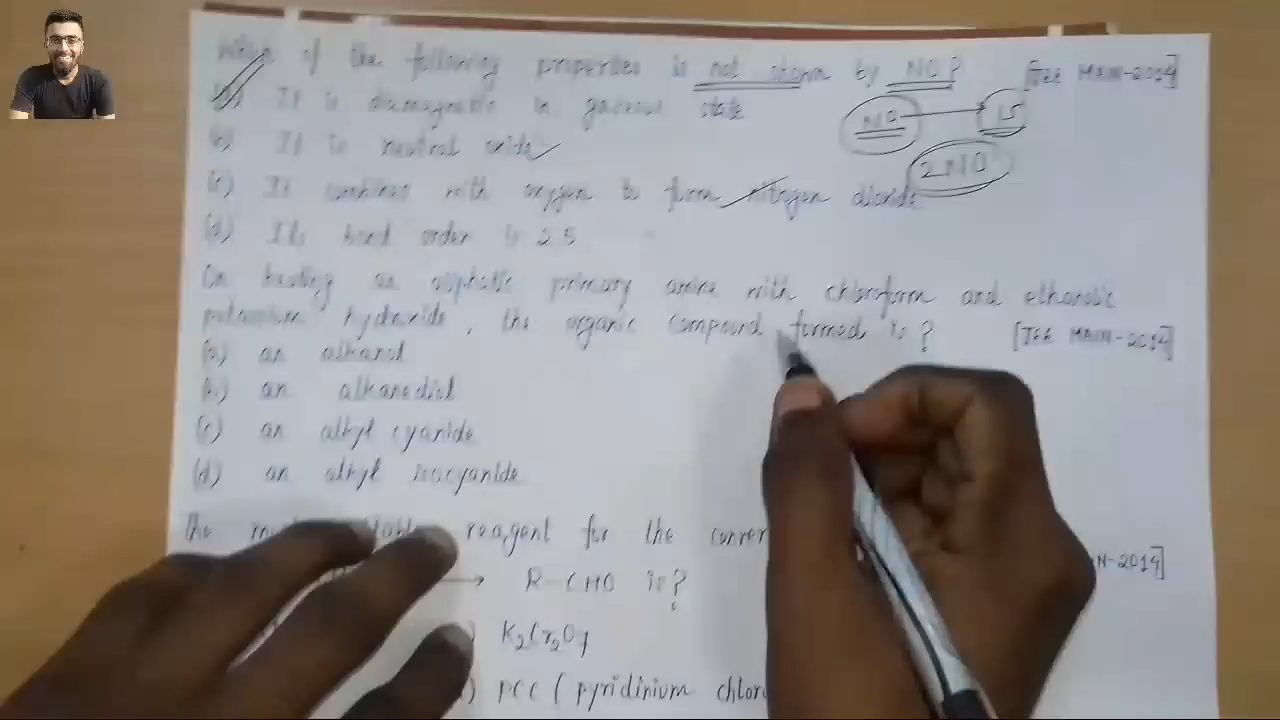 Which of the following properties is not shown by NO? [JEE MAIN-2014]
(a) It is diamagnetic in gaseous state
NO → 15
(b) It is neutral oxide
2NO
(c) It combines with oxygen to form nitrogen dioxide
(d) Its bond order is 2.5
On heating an aliphatic primary amine with chloroform and ethanolic
potassium hydroxide, the organic compound formed is? [JEE MAIN-2014]
(a) an alkanol
(b) an alkanediol
(c) an alkyl cyanide
(d) an alkyl isocyanide
The reagent for the
N-2014]
→ R-CHO is?
) K2Cr2O7
) PCC (pyridinium